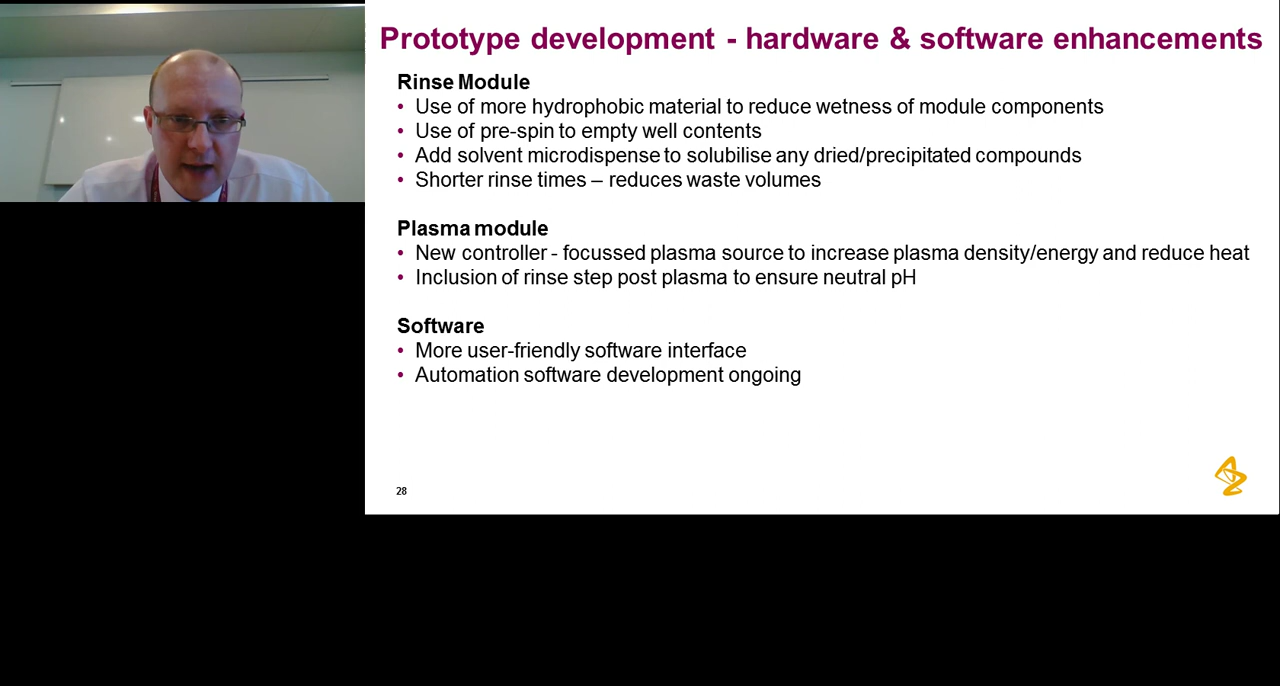 Prototype development - hardware & software enhancements
Rinse Module
• Use of more hydrophobic material to reduce wetness of module components
• Use of pre-spin to empty well contents
• Add solvent microdispense to solubilise any dried/precipitated compounds
• Shorter rinse times – reduces waste volumes
Plasma module
• New controller - focussed plasma source to increase plasma density/energy and reduce heat
• Inclusion of rinse step post plasma to ensure neutral pH
Software
• More user-friendly software interface
• Automation software development ongoing
28